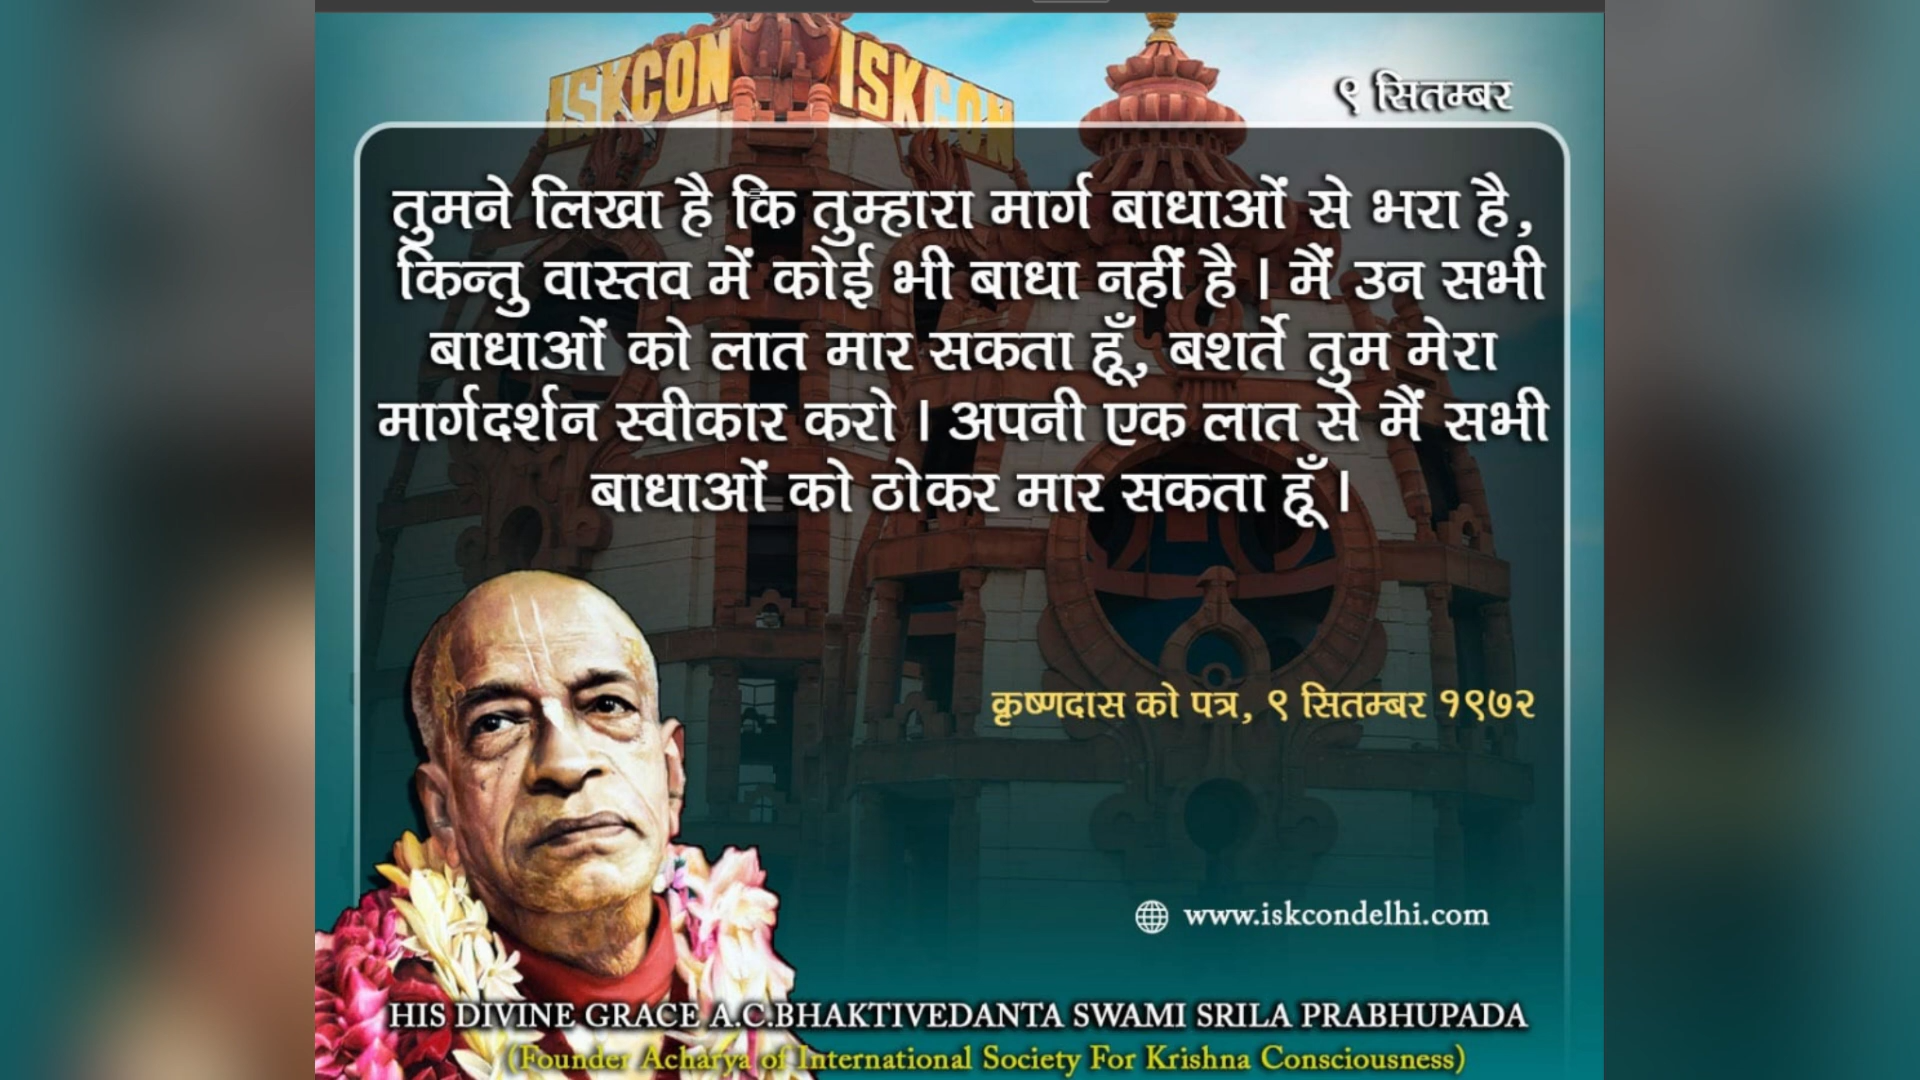 ISKCON ISKCON
९ सितम्बर
तुमने लिखा है कि तुम्हारा मार्ग बाधाओं से भरा है,
किन्तु वास्तव में कोई भी बाधा नहीं है । मैं उन सभी
बाधाओं को लात मार सकता हूँ, बशर्ते तुम मेरा
मार्गदर्शन स्वीकार करो । अपनी एक लात से मैं सभी
बाधाओं को ठोकर मार सकता हूँ ।
कृष्णदास को पत्र, ९ सितम्बर १९७२
www.iskcondelhi.com
HIS DIVINE GRACE A.C.BHAKTIVEDANTA SWAMI SRILA PRABHUPADA
(Founder Acharya of International Society For Krishna Consciousness)